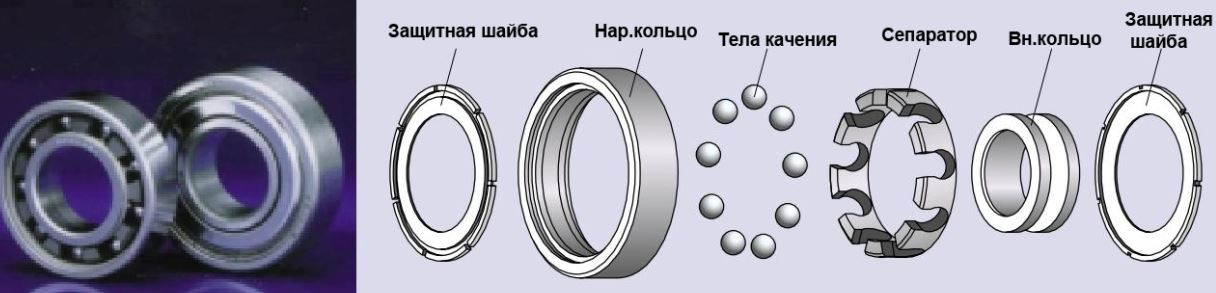 Защитная шайба
Нар.кольцо
Тела качения
Сепаратор
Вн.кольцо
Защитная
шайба